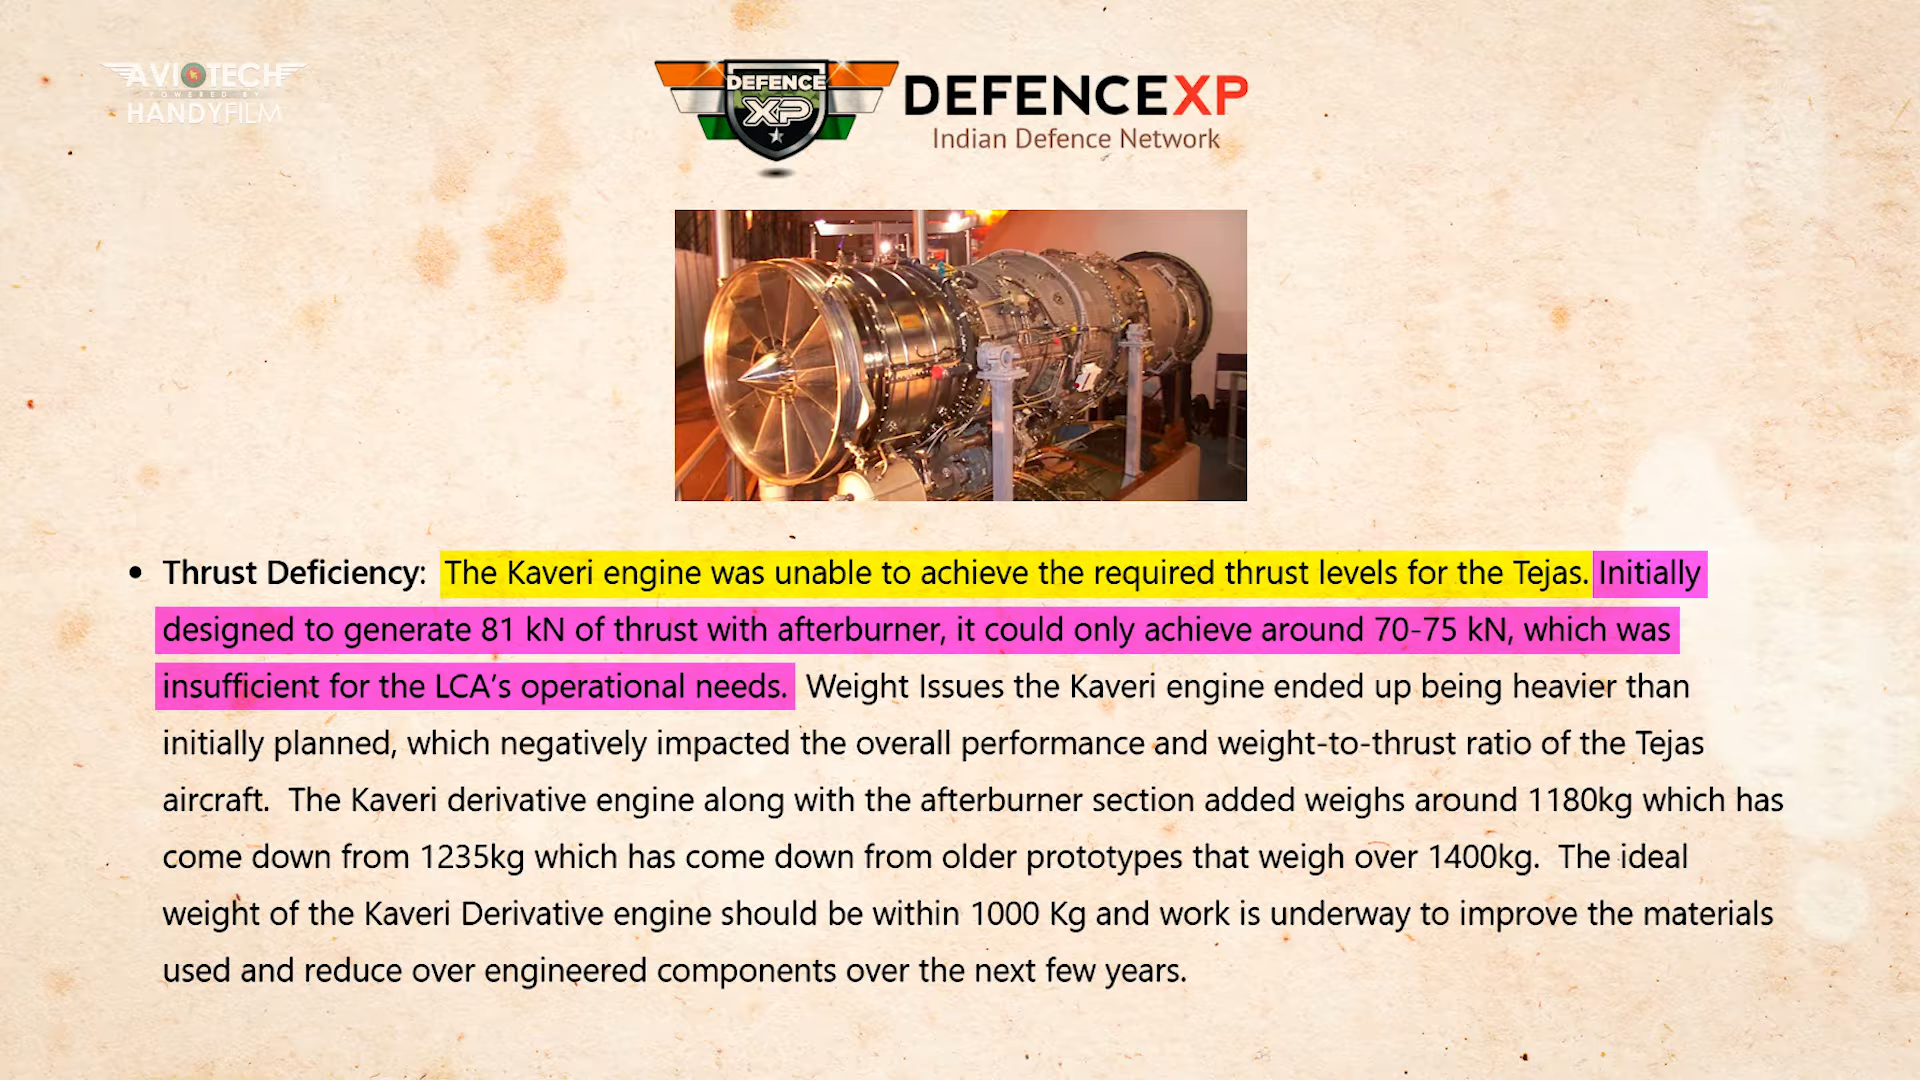 AVIOTECH
POWERED BY
HANDYFILM
DEFENCE
XP
DEFENCEXP
Indian Defence Network
• Thrust Deficiency: The Kaveri engine was unable to achieve the required thrust levels for the Tejas. Initially
designed to generate 81 kN of thrust with afterburner, it could only achieve around 70-75 kN, which was
insufficient for the LCA’s operational needs. Weight Issues the Kaveri engine ended up being heavier than
initially planned, which negatively impacted the overall performance and weight-to-thrust ratio of the Tejas
aircraft. The Kaveri derivative engine along with the afterburner section added weighs around 1180kg which has
come down from 1235kg which has come down from older prototypes that weigh over 1400kg. The ideal
weight of the Kaveri Derivative engine should be within 1000 Kg and work is underway to improve the materials
used and reduce over engineered components over the next few years.